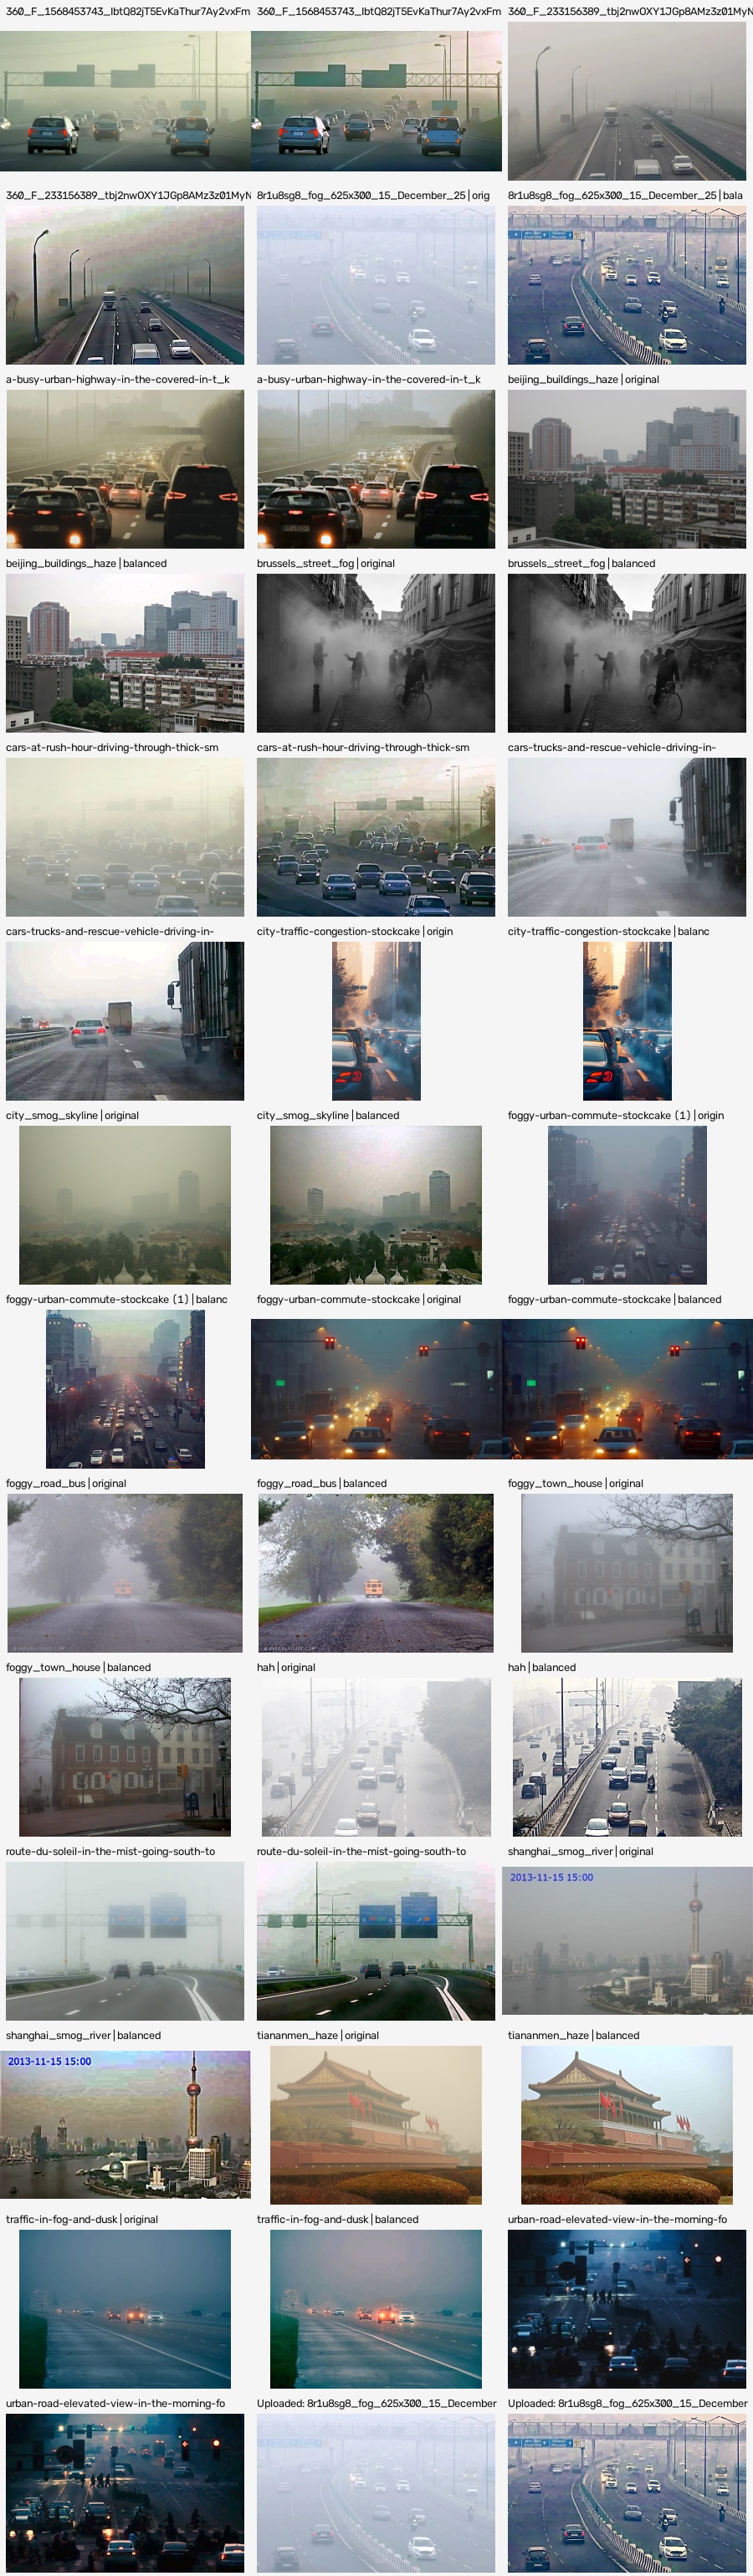 360_F_1568453743_IbtQ82jT5EvKaThur7Ay2vxFm
360_F_1568453743_IbtQ82jT5EvKaThur7Ay2vxFm
360_F_233156389_tbj2nwOXY1JGp8AMz3z01MyN
360_F_233156389_tbj2nwOXY1JGp8AMz3z01MyN
8r1u8sg8_fog_625x300_15_December_25 | orig
8r1u8sg8_fog_625x300_15_December_25 | bala
a-busy-urban-highway-in-the-covered-in-t_k
a-busy-urban-highway-in-the-covered-in-t_k
beijing_buildings_haze | original
beijing_buildings_haze | balanced
brussels_street_fog | original
brussels_street_fog | balanced
cars-at-rush-hour-driving-through-thick-sm
cars-at-rush-hour-driving-through-thick-sm
cars-trucks-and-rescue-vehicle-driving-in-
cars-trucks-and-rescue-vehicle-driving-in-
city-traffic-congestion-stockcake | origin
city-traffic-congestion-stockcake | balanc
city_smog_skyline | original
city_smog_skyline | balanced
foggy-urban-commute-stockcake (1) | origin
foggy-urban-commute-stockcake (1) | balanc
foggy-urban-commute-stockcake | original
foggy-urban-commute-stockcake | balanced
foggy_road_bus | original
foggy_road_bus | balanced
foggy_town_house | original
foggy_town_house | balanced
hah | original
hah | balanced
route-du-soleil-in-the-mist-going-south-to
route-du-soleil-in-the-mist-going-south-to
shanghai_smog_river | original
2013-11-15 15:00
shanghai_smog_river | balanced
tiananmen_haze | original
tiananmen_haze | balanced
2013-11-15 15:00
traffic-in-fog-and-dusk | original
traffic-in-fog-and-dusk | balanced
urban-road-elevated-view-in-the-morning-fo
urban-road-elevated-view-in-the-morning-fo
Uploaded: 8r1u8sg8_fog_625x300_15_December
Uploaded: 8r1u8sg8_fog_625x300_15_December